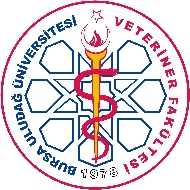 BURSA ULUDAĞ ÜNİVERSİTESİ
VETERİNER FAKÜLTESİ
1978